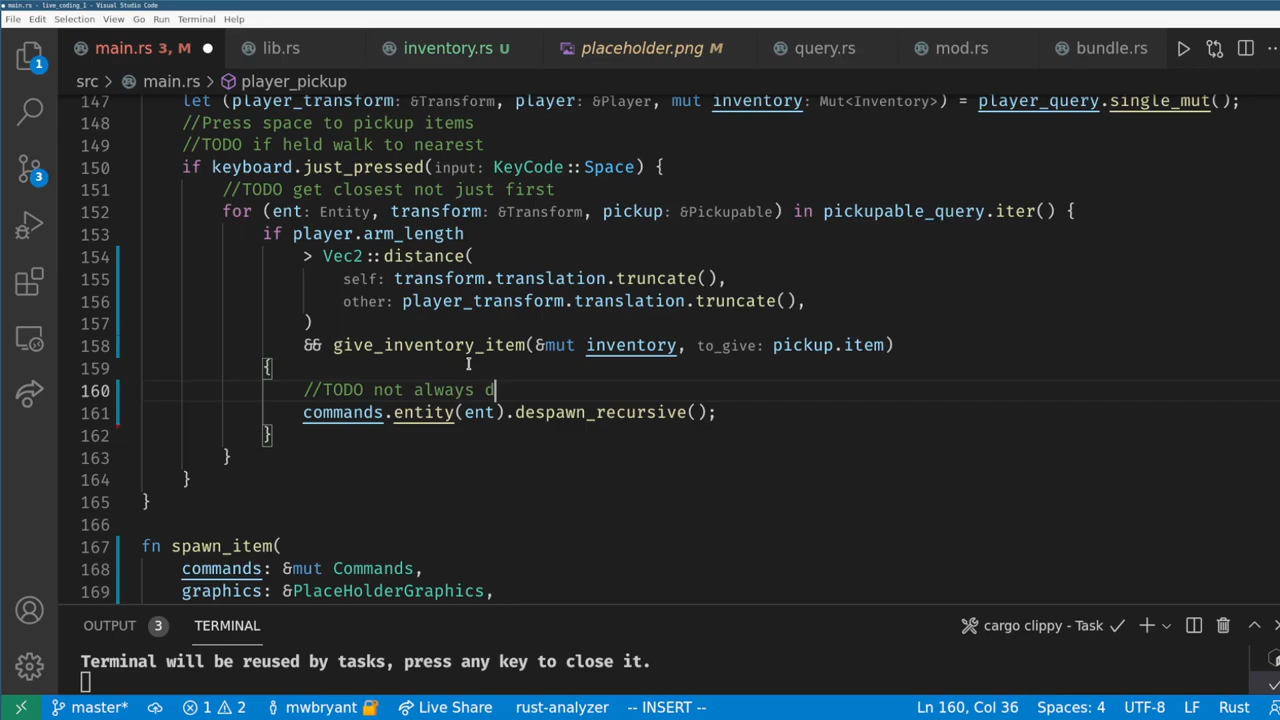 main.rs - live_coding_1 - Visual Studio Code
File Edit Selection View Go Run Terminal Help
main.rs 3, M lib.rs inventory.rs U placeholder.png M query.rs mod.rs bundle.rs
src > main.rs > player_pickup
147 let (player_transform: &Transform, player: &Player, mut inventory: Mut<Inventory>) = player_query.single_mut();
148 //Press space to pickup items
149 //TODO if held walk to nearest
150 if keyboard.just_pressed(input: KeyCode::Space) {
151 //TODO get closest not just first
152 for (ent: Entity, transform: &Transform, pickup: &Pickupable) in pickupable_query.iter() {
153 if player.arm_length
154 > Vec2::distance(
155 self: transform.translation.truncate(),
156 other: player_transform.translation.truncate(),
157 )
158 && give_inventory_item(&mut inventory, to_give: pickup.item)
159 {
160 //TODO not always d
161 commands.entity(ent).despawn_recursive();
162 }
163 }
164 }
165 }
166
167 fn spawn_item(
168 commands: &mut Commands,
169 graphics: &PlaceHolderGraphics,
1
3
OUTPUT 3 TERMINAL cargo clippy - Task
Terminal will be reused by tasks, press any key to close it.
master* 1 2 mwbryant Live Share rust-analyzer -- INSERT -- Ln 160, Col 36 Spaces: 4 UTF-8 LF Rust